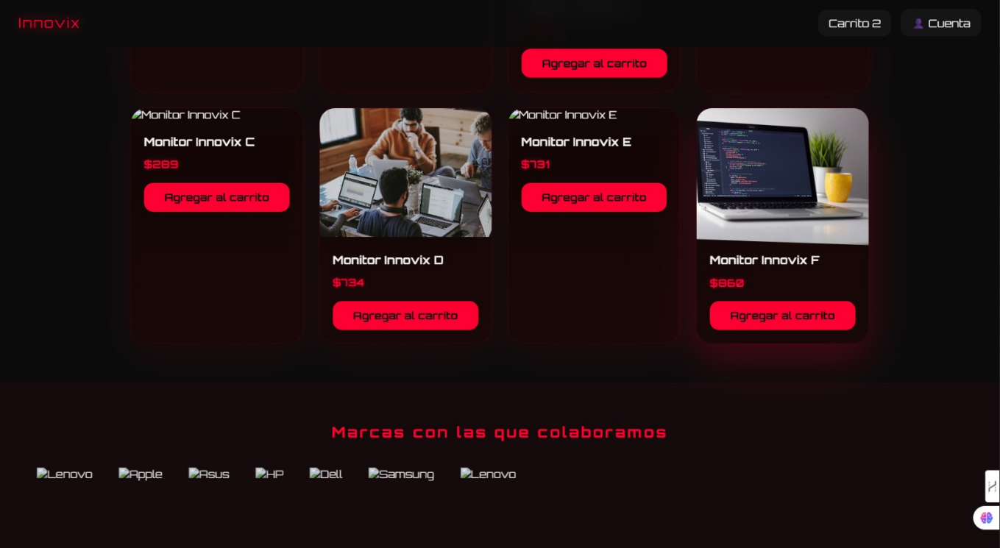 Innovix
Carrito 2
Cuenta
Agregar al carrito
Monitor Innovix C
Monitor Innovix E
Monitor Innovix C
$289
Agregar al carrito
Monitor Innovix E
$731
Agregar al carrito
Monitor Innovix D
$734
Agregar al carrito
Monitor Innovix F
$860
Agregar al carrito
Marcas con las que colaboramos
Lenovo
Apple
Asus
HP
Dell
Samsung
Lenovo